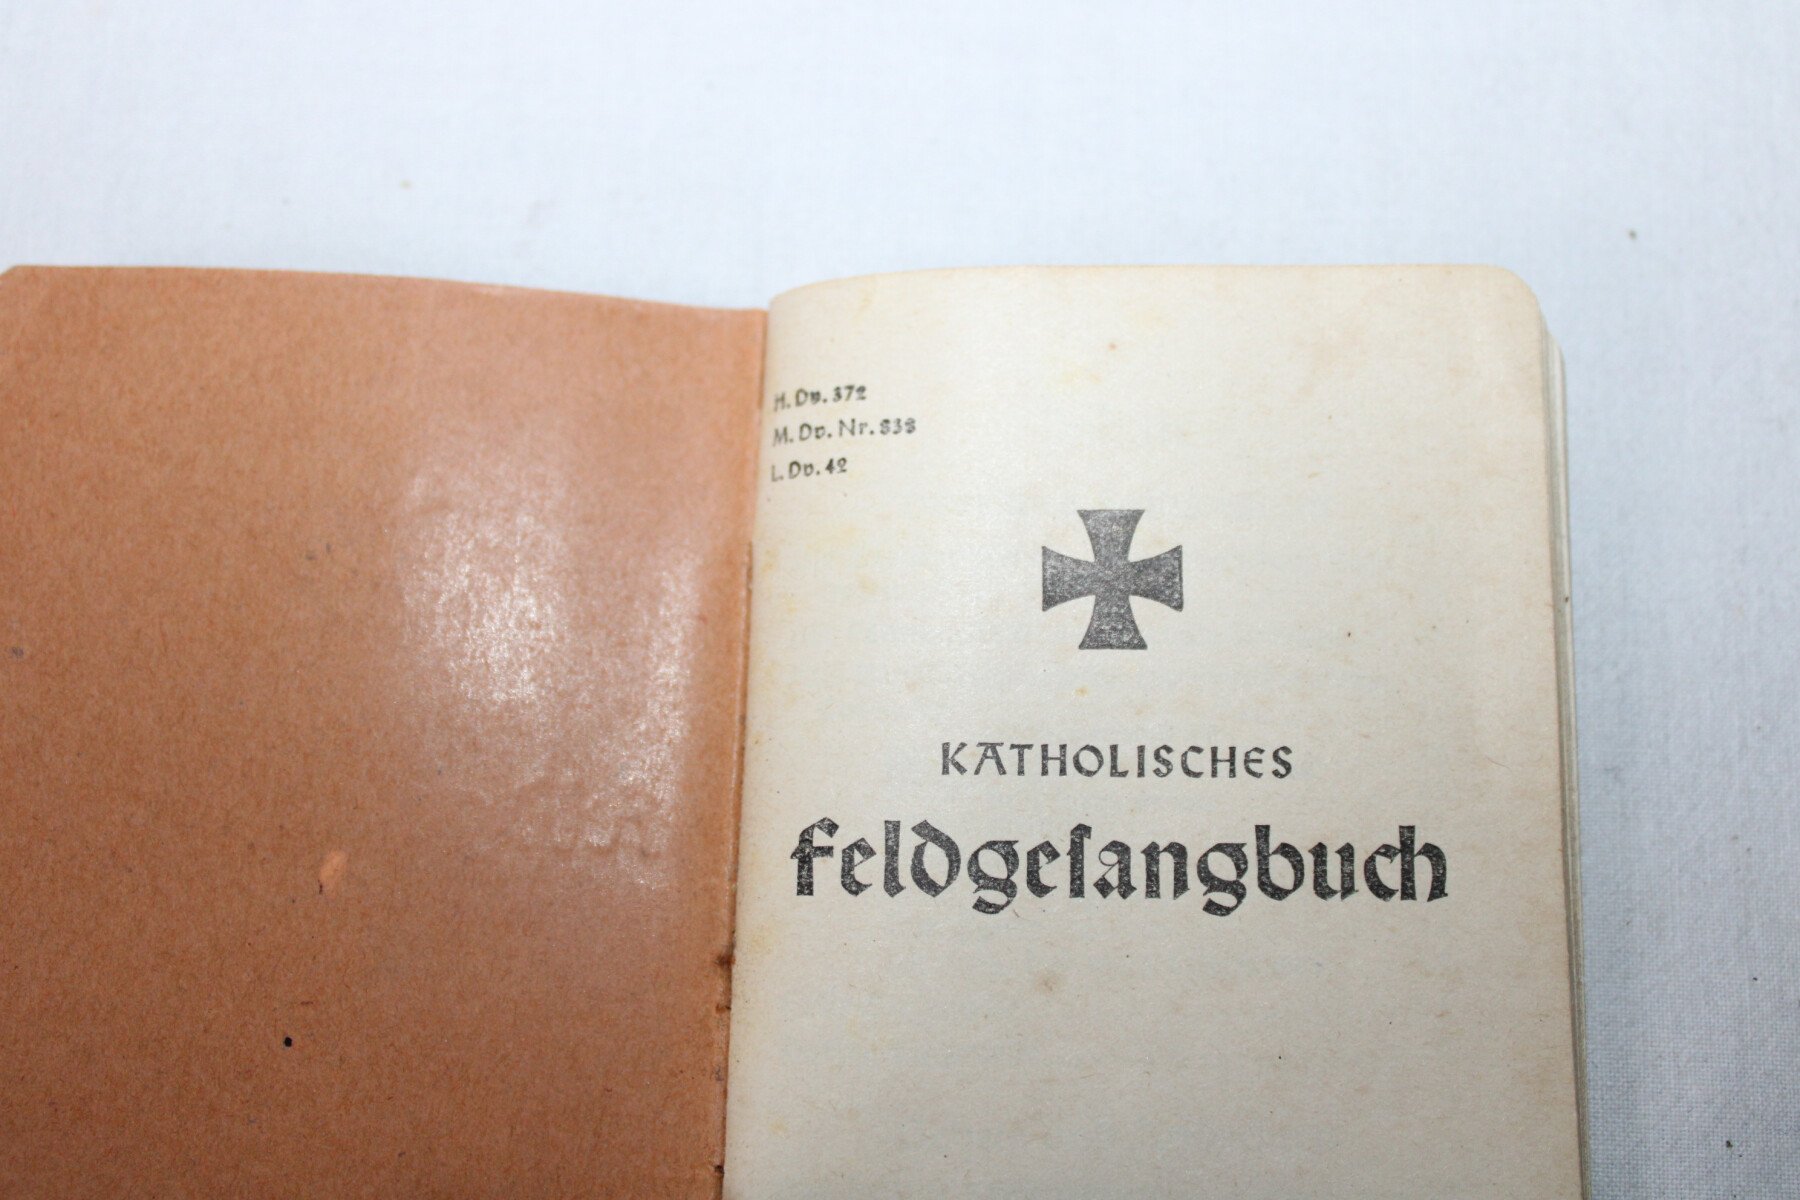 H. Dv. 372
M. Dv. Nr. 838
L. Dv. 42
KATHOLISCHES
Feldgeſangbuch